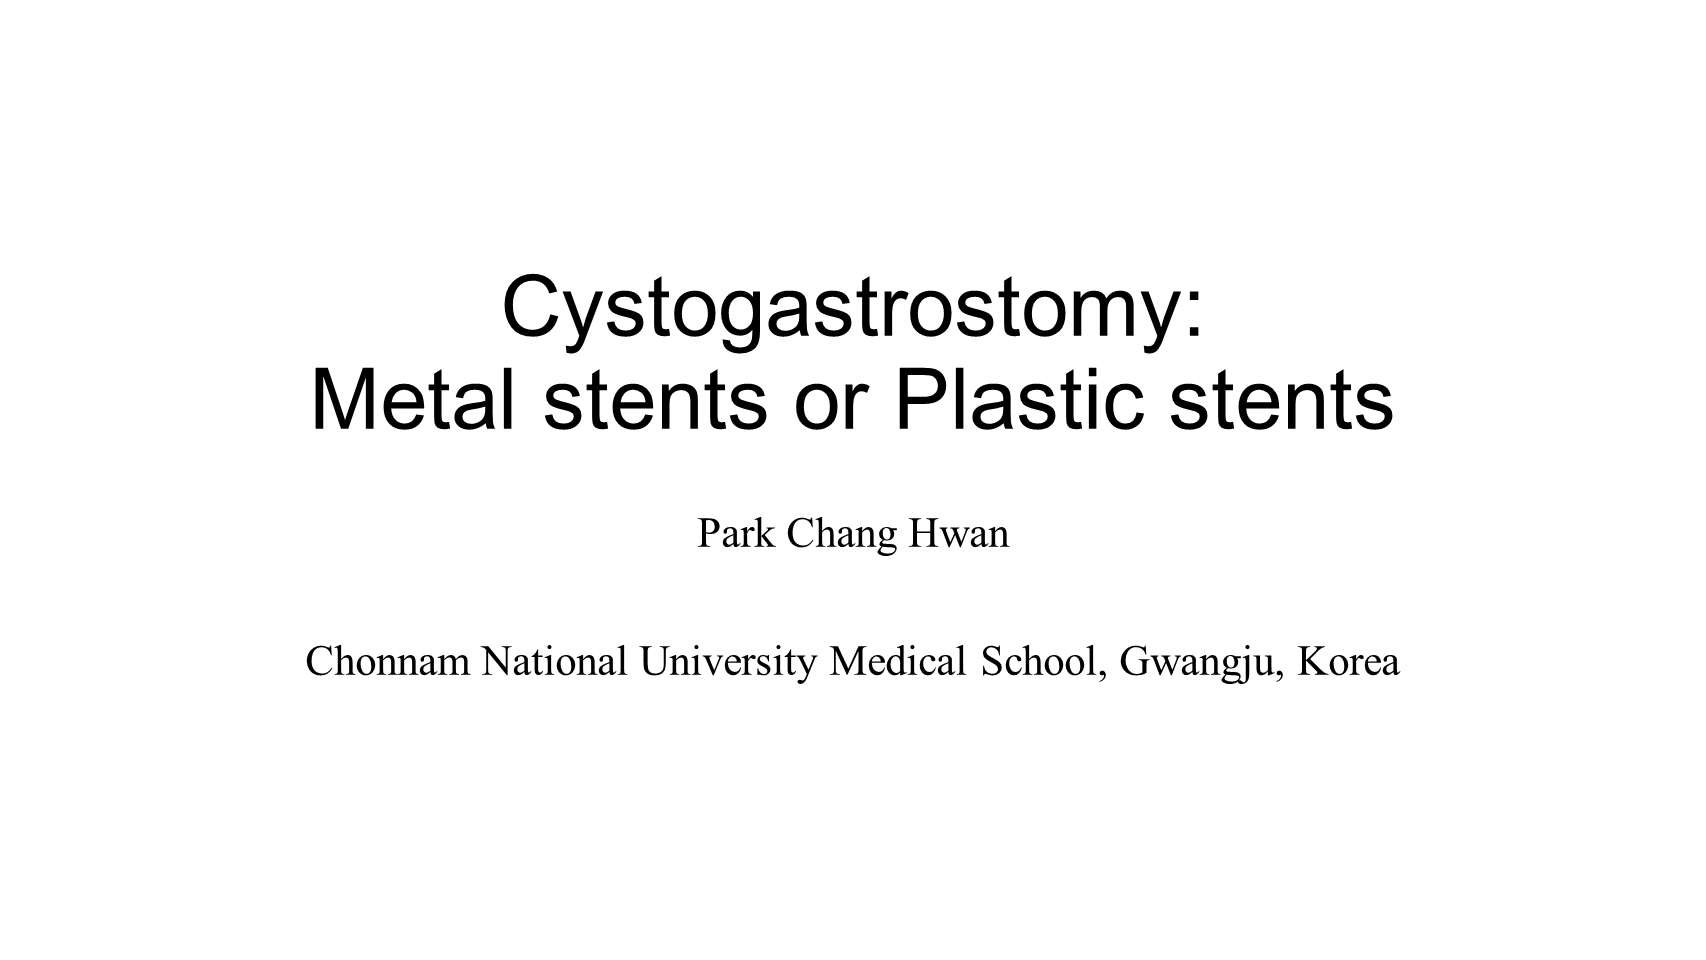 Cystogastrostomy:
Metal stents or Plastic stents
Park Chang Hwan
Chonnam National University Medical School, Gwangju, Korea